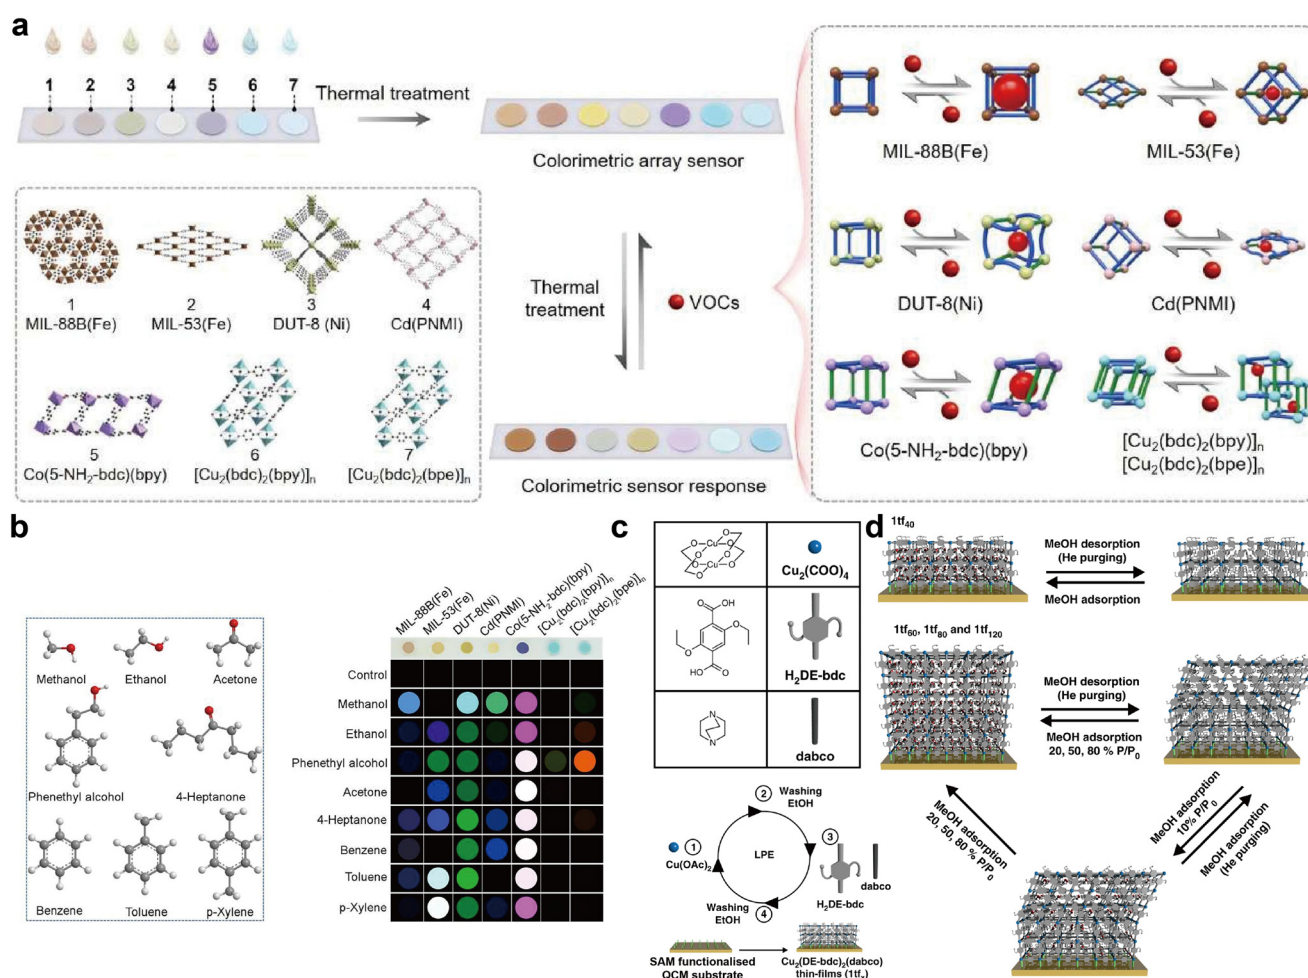 a
1 2 3 4 5 6 7
Thermal treatment
Colorimetric array sensor
1
MIL-88B(Fe)
2
MIL-53(Fe)
3
DUT-8 (Ni)
4
Cd(PNMI)
5
Co(5-NH2-bdc)(bpy)
6
[Cu2(bdc)2(bpy)]n
7
[Cu2(bdc)2(bpe)]n
Thermal
treatment
VOCs
Colorimetric sensor response
MIL-88B(Fe)
MIL-53(Fe)
DUT-8(Ni)
Cd(PNMI)
Co(5-NH2-bdc)(bpy)
[Cu2(bdc)2(bpy)]n
[Cu2(bdc)2(bpe)]n
b
Methanol
Ethanol
Acetone
Phenethyl alcohol
4-Heptanone
Benzene
Toluene
p-Xylene
MIL-88B(Fe)
MIL-53(Fe)
DUT-8(Ni)
Cd(PNMI)
Co(5-NH2-bdc)(bpy)
[Cu2(bdc)2(bpy)]n
[Cu2(bdc)2(bpe)]n
Control
Methanol
Ethanol
Phenethyl alcohol
Acetone
4-Heptanone
Benzene
Toluene
p-Xylene
c
O O
O Cu O
O Cu O
O O
Cu2(COO)4
O OH
O
O
O OH
H2DE-bdc
N
N
dabco
2 Washing
EtOH
1
Cu(OAc)2
LPE
3
dabco
H2DE-bdc
Washing
EtOH
4
SAM functionalised
QCM substrate
Cu2(DE-bdc)2(dabco)
thin-films (1tfx)
d
1tf40
MeOH desorption
(He purging)
MeOH adsorption
1tf60, 1tf80 and 1tf120
MeOH desorption
(He purging)
MeOH adsorption
20, 50, 80 % P/P0
MeOH adsorption
20, 50, 80 % P/P0
MeOH adsorption
10% P/P0
MeOH adsorption
(He purging)